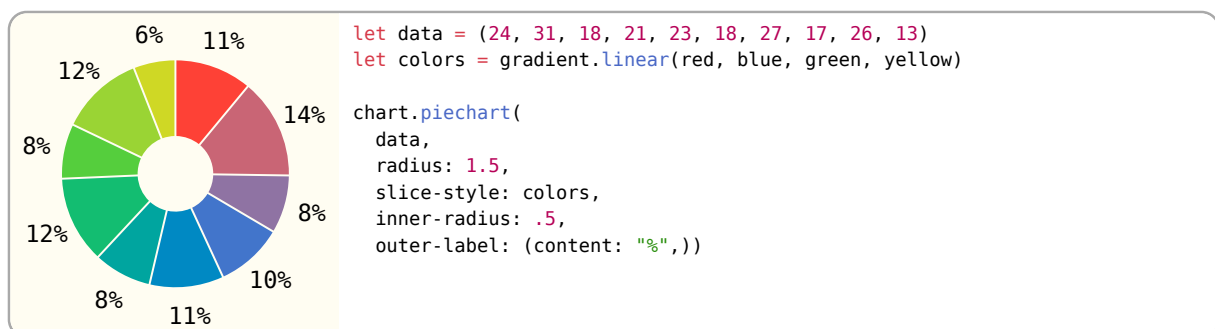 6%
11%
12%
14%
8%
8%
12%
10%
8%
11%
let data = (24, 31, 18, 21, 23, 18, 27, 17, 26, 13)
let colors = gradient.linear(red, blue, green, yellow)
chart.piechart(
  data,
  radius: 1.5,
  slice-style: colors,
  inner-radius: .5,
  outer-label: (content: "%",))